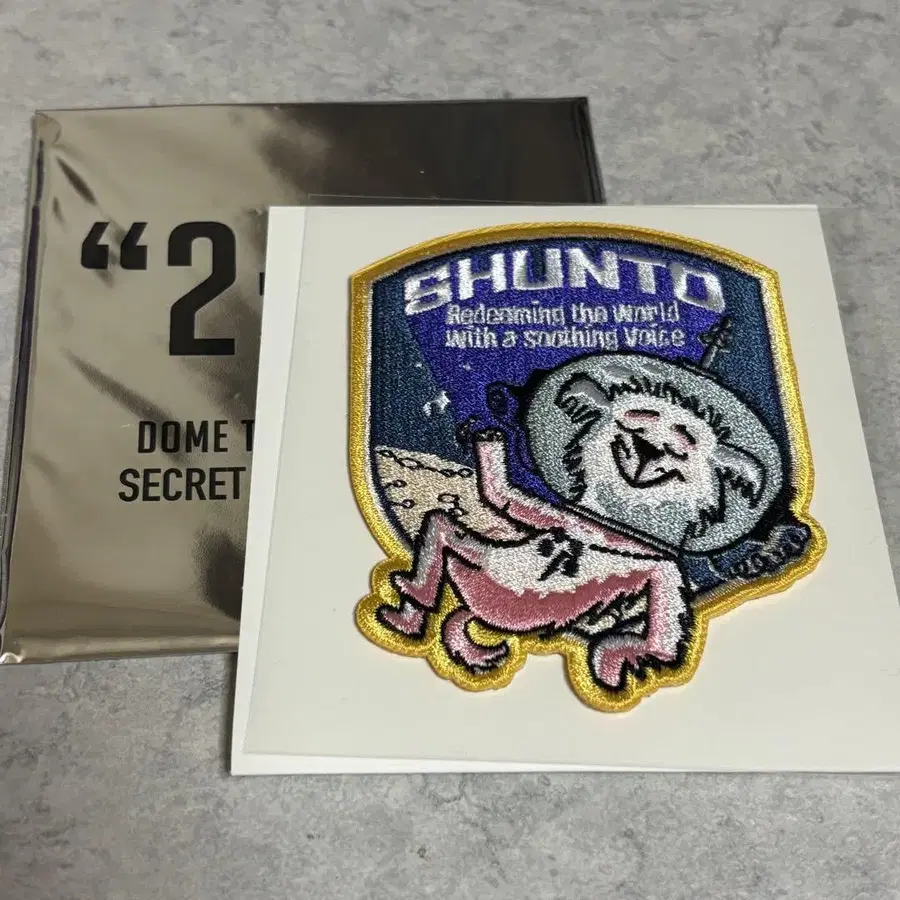 “2
DOME
SECRET
SHUNTO
Redeeming the World
with a soothing Voice